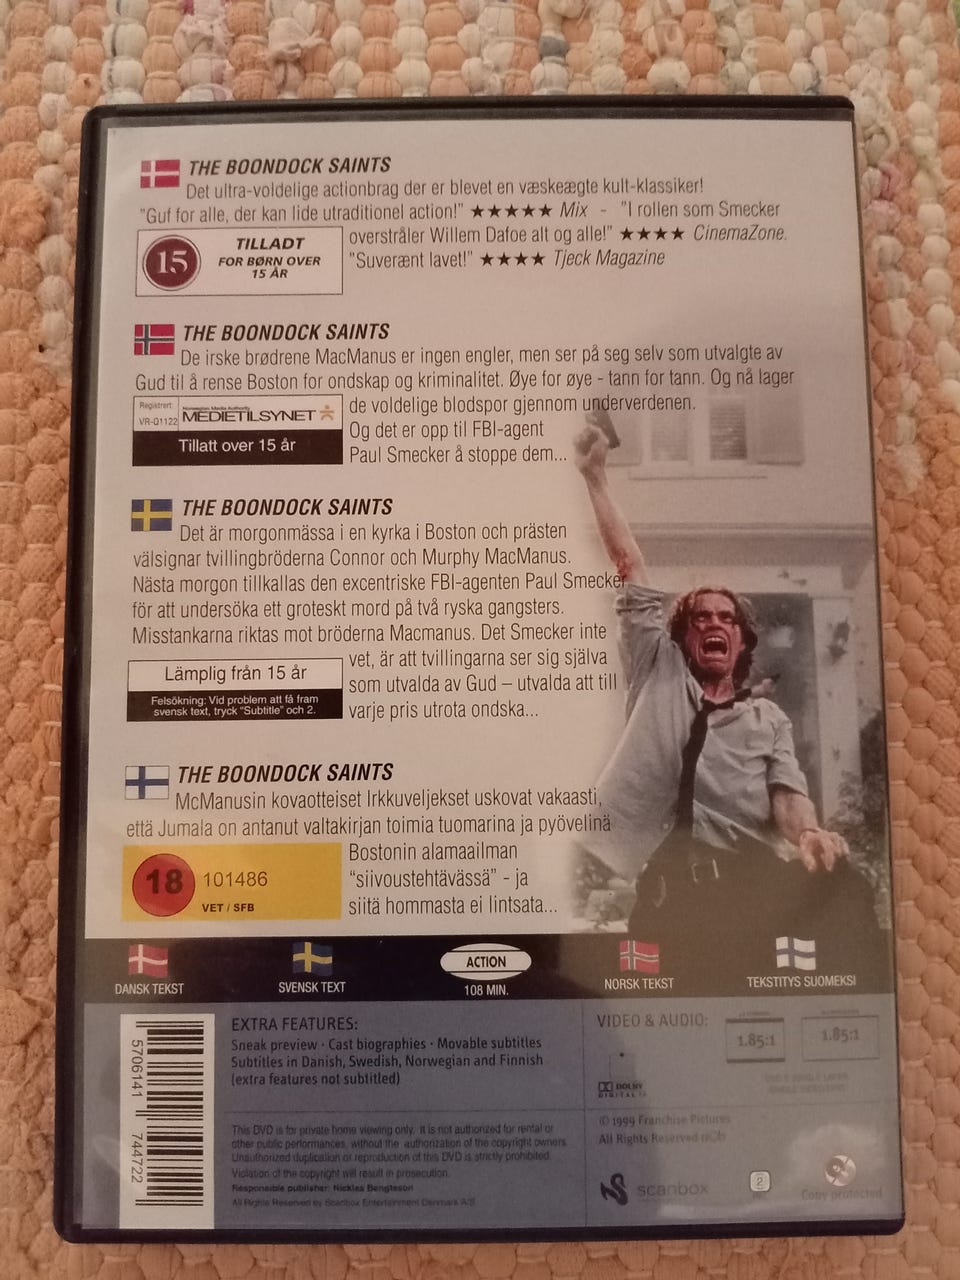 THE BOONDOCK SAINTS
Det ultra-voldelige actionbrag der er blevet en væskeægte kult-klassiker!
"Guf for alle, der kan lide utraditionel action!" ★★★★★ Mix - "I rollen som Smecker
overstråler Willem Dafoe alt og alle!" ★★★★ CinemaZone.
"Suverænt lavet!" ★★★★ Tjeck Magazine
15
TILLADT
FOR BØRN OVER
15 ÅR
THE BOONDOCK SAINTS
De irske brødrene MacManus er ingen engler, men ser på seg selv som utvalgte av
Gud til å rense Boston for ondskap og kriminalitet. Øye for øye - tann for tann. Og nå lager
de voldelige blodspor gjennom underverdenen.
Og det er opp til FBI-agent
Paul Smecker å stoppe dem...
Registrert:
VR-Q1122
Norwegian Media Authority
MEDIETILSYNET
Tillatt over 15 år
THE BOONDOCK SAINTS
Det är morgonmässa i en kyrka i Boston och prästen
välsignar tvillingbröderna Connor och Murphy MacManus.
Nästa morgon tillkallas den excentriske FBI-agenten Paul Smecker
för att undersöka ett groteskt mord på två ryska gangsters.
Misstankarna riktas mot bröderna Macmanus. Det Smecker inte
vet, är att tvillingarna ser sig själva
som utvalda av Gud – utvalda att till
varje pris utrota ondska...
Lämplig från 15 år
Felsökning: Vid problem att få fram
svensk text, tryck "Subtitle" och 2.
THE BOONDOCK SAINTS
McManusin kovaotteiset Irkkuveljekset uskovat vakaasti,
että Jumala on antanut valtakirjan toimia tuomarina ja pyövelinä
Bostonin alamaailman
"siivoustehtävässä" - ja
siitä hommasta ei lintsata...
18 101486
VET / SFB
DANSK TEKST
SVENSK TEXT
ACTION
108 MIN.
NORSK TEKST
TEKSTITYS SUOMEKSI
5706141 744722
EXTRA FEATURES:
Sneak preview · Cast biographies · Movable subtitles
Subtitles in Danish, Swedish, Norwegian and Finnish
(extra features not subtitled)
This DVD is for private home viewing only. It is not authorized for rental or
other public performances, without the authorization of the copyright owners.
Unauthorized duplication or reproduction of this DVD is strictly prohibited.
Violation of the copyright will result in prosecution.
Responsible publisher: Nicklas Bengtsson
All Rights Reserved by Scanbox Entertainment Denmark A/S
VIDEO & AUDIO:
1.85:1
1.85:1
DOLBY
DIGITAL
© 1999 Franchise Pictures
All Rights Reserved
scanbox
2
Copy protected